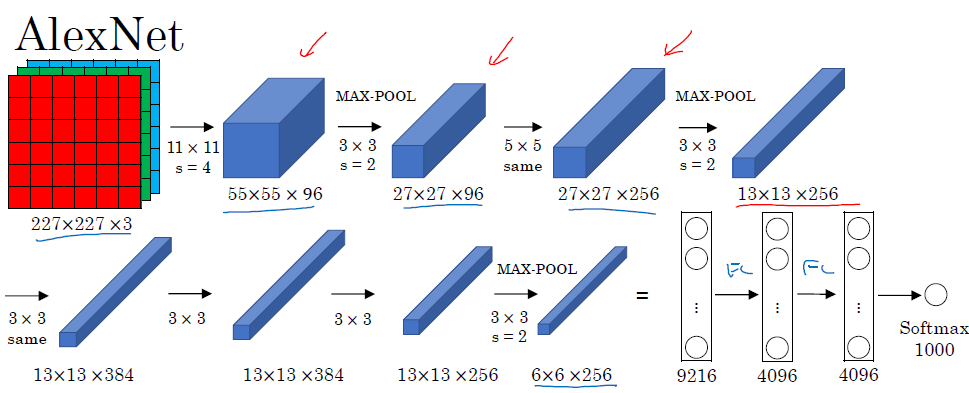 AlexNet
11 × 11
s = 4
MAX-POOL
3 × 3
s = 2
5 × 5
same
MAX-POOL
3 × 3
s = 2
227×227 ×3
55×55 × 96
27×27 ×96
27×27 ×256
13×13 ×256
3 × 3
same
3 × 3
3 × 3
MAX-POOL
3 × 3
s = 2
=
FC
FC
⋮
⋮
⋮
Softmax
1000
13×13 ×384
13×13 ×384
13×13 ×256
6×6 ×256
9216
4096
4096